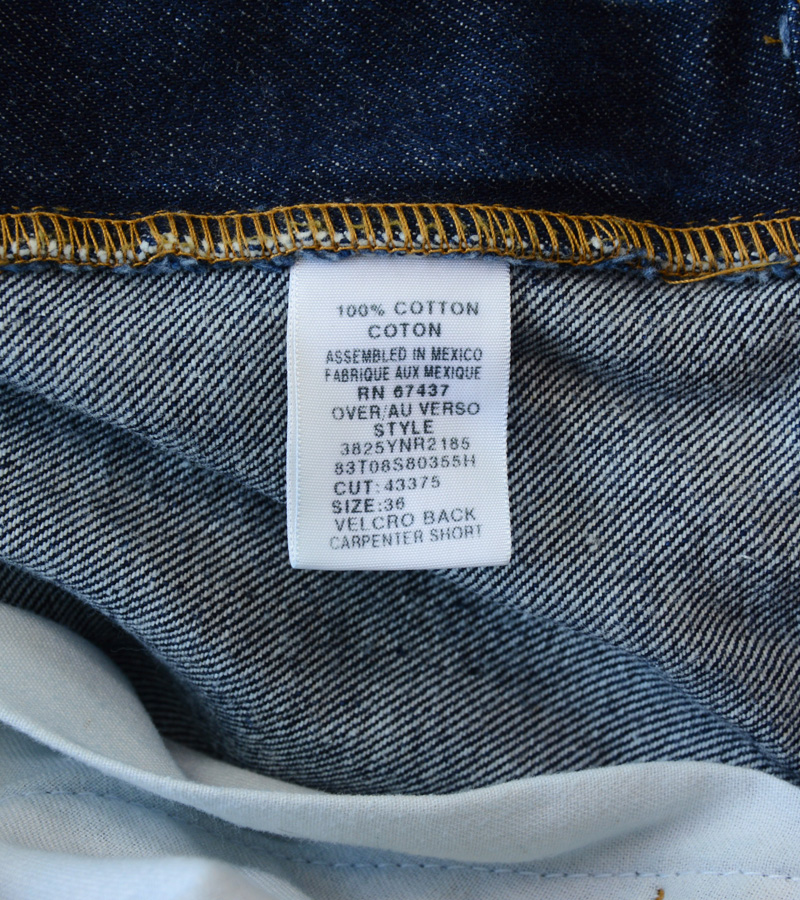 100% COTTON
COTON
ASSEMBLED IN MEXICO
FABRIQUE AUX MEXIQUE
RN 67437
OVER/AU VERSO
STYLE
3825YNR2185
83T08S80355H
CUT:43375
SIZE:36
VELCRO BACK
CARPENTER SHORT